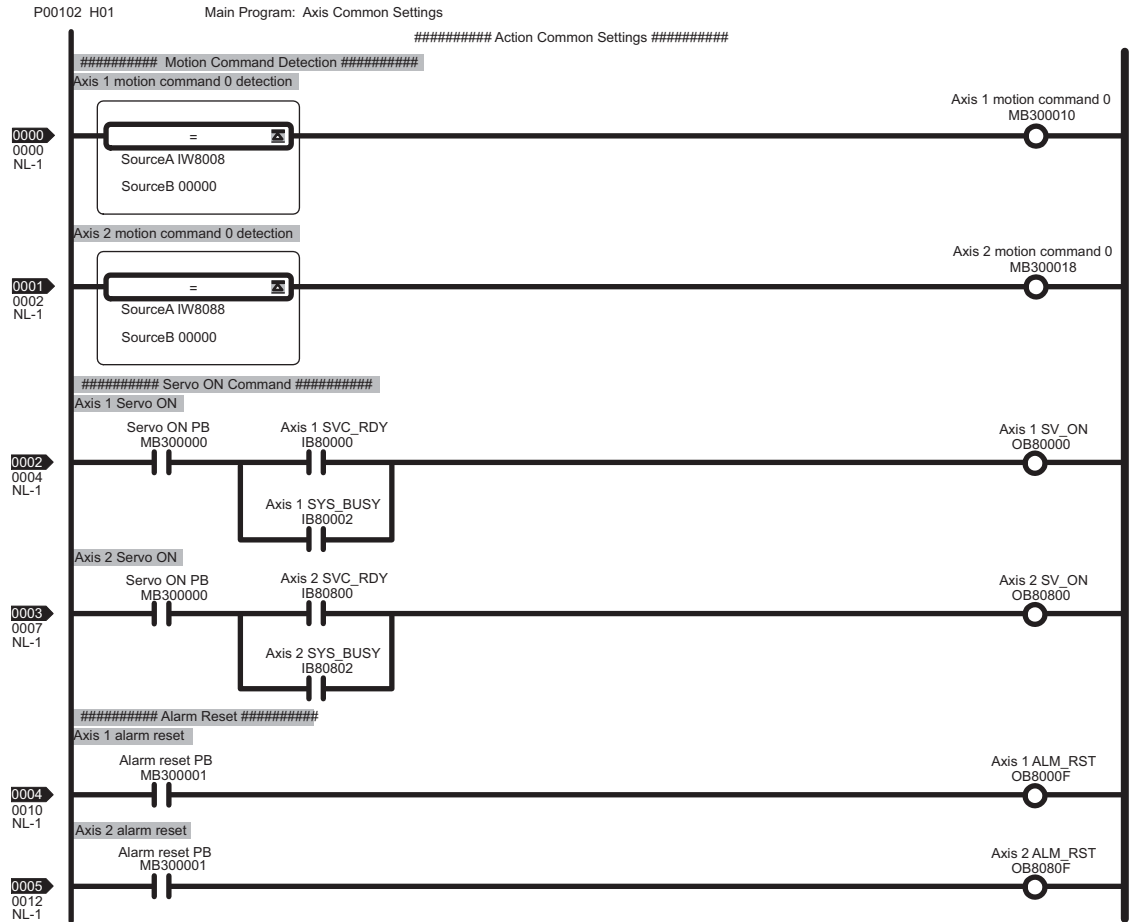 P00102 H01 Main Program: Axis Common Settings
########## Action Common Settings ##########
########## Motion Command Detection ##########
Axis 1 motion command 0 detection
Axis 1 motion command 0
MB300010
0000
0000
NL-1
=
SourceA IW8008
SourceB 00000
Axis 2 motion command 0 detection
Axis 2 motion command 0
MB300018
0001
0002
NL-1
=
SourceA IW8088
SourceB 00000
########## Servo ON Command ##########
Axis 1 Servo ON
Servo ON PB
MB300000
Axis 1 SVC_RDY
IB80000
Axis 1 SV_ON
OB80000
0002
0004
NL-1
Axis 1 SYS_BUSY
IB80002
Axis 2 Servo ON
Servo ON PB
MB300000
Axis 2 SVC_RDY
IB80800
Axis 2 SV_ON
OB80800
0003
0007
NL-1
Axis 2 SYS_BUSY
IB80802
########## Alarm Reset ##########
Axis 1 alarm reset
Alarm reset PB
MB300001
Axis 1 ALM_RST
OB8000F
0004
0010
NL-1
Axis 2 alarm reset
Alarm reset PB
MB300001
Axis 2 ALM_RST
OB8080F
0005
0012
NL-1